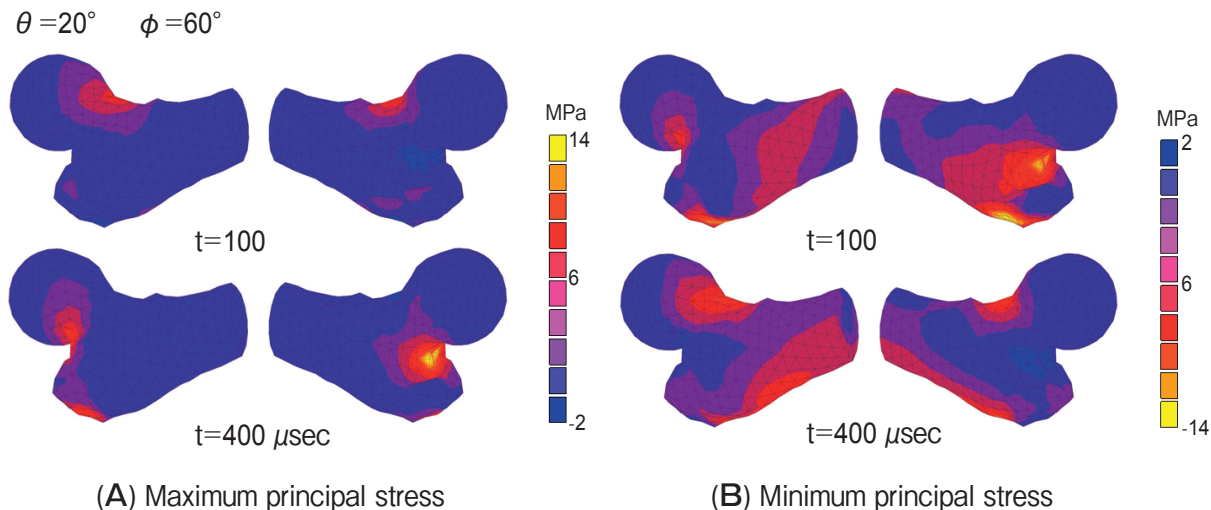 θ=20° ϕ=60°
MPa
14
6
-2
t=100
t=400 μsec
(A) Maximum principal stress
MPa
2
6
-14
t=100
t=400 μsec
(B) Minimum principal stress